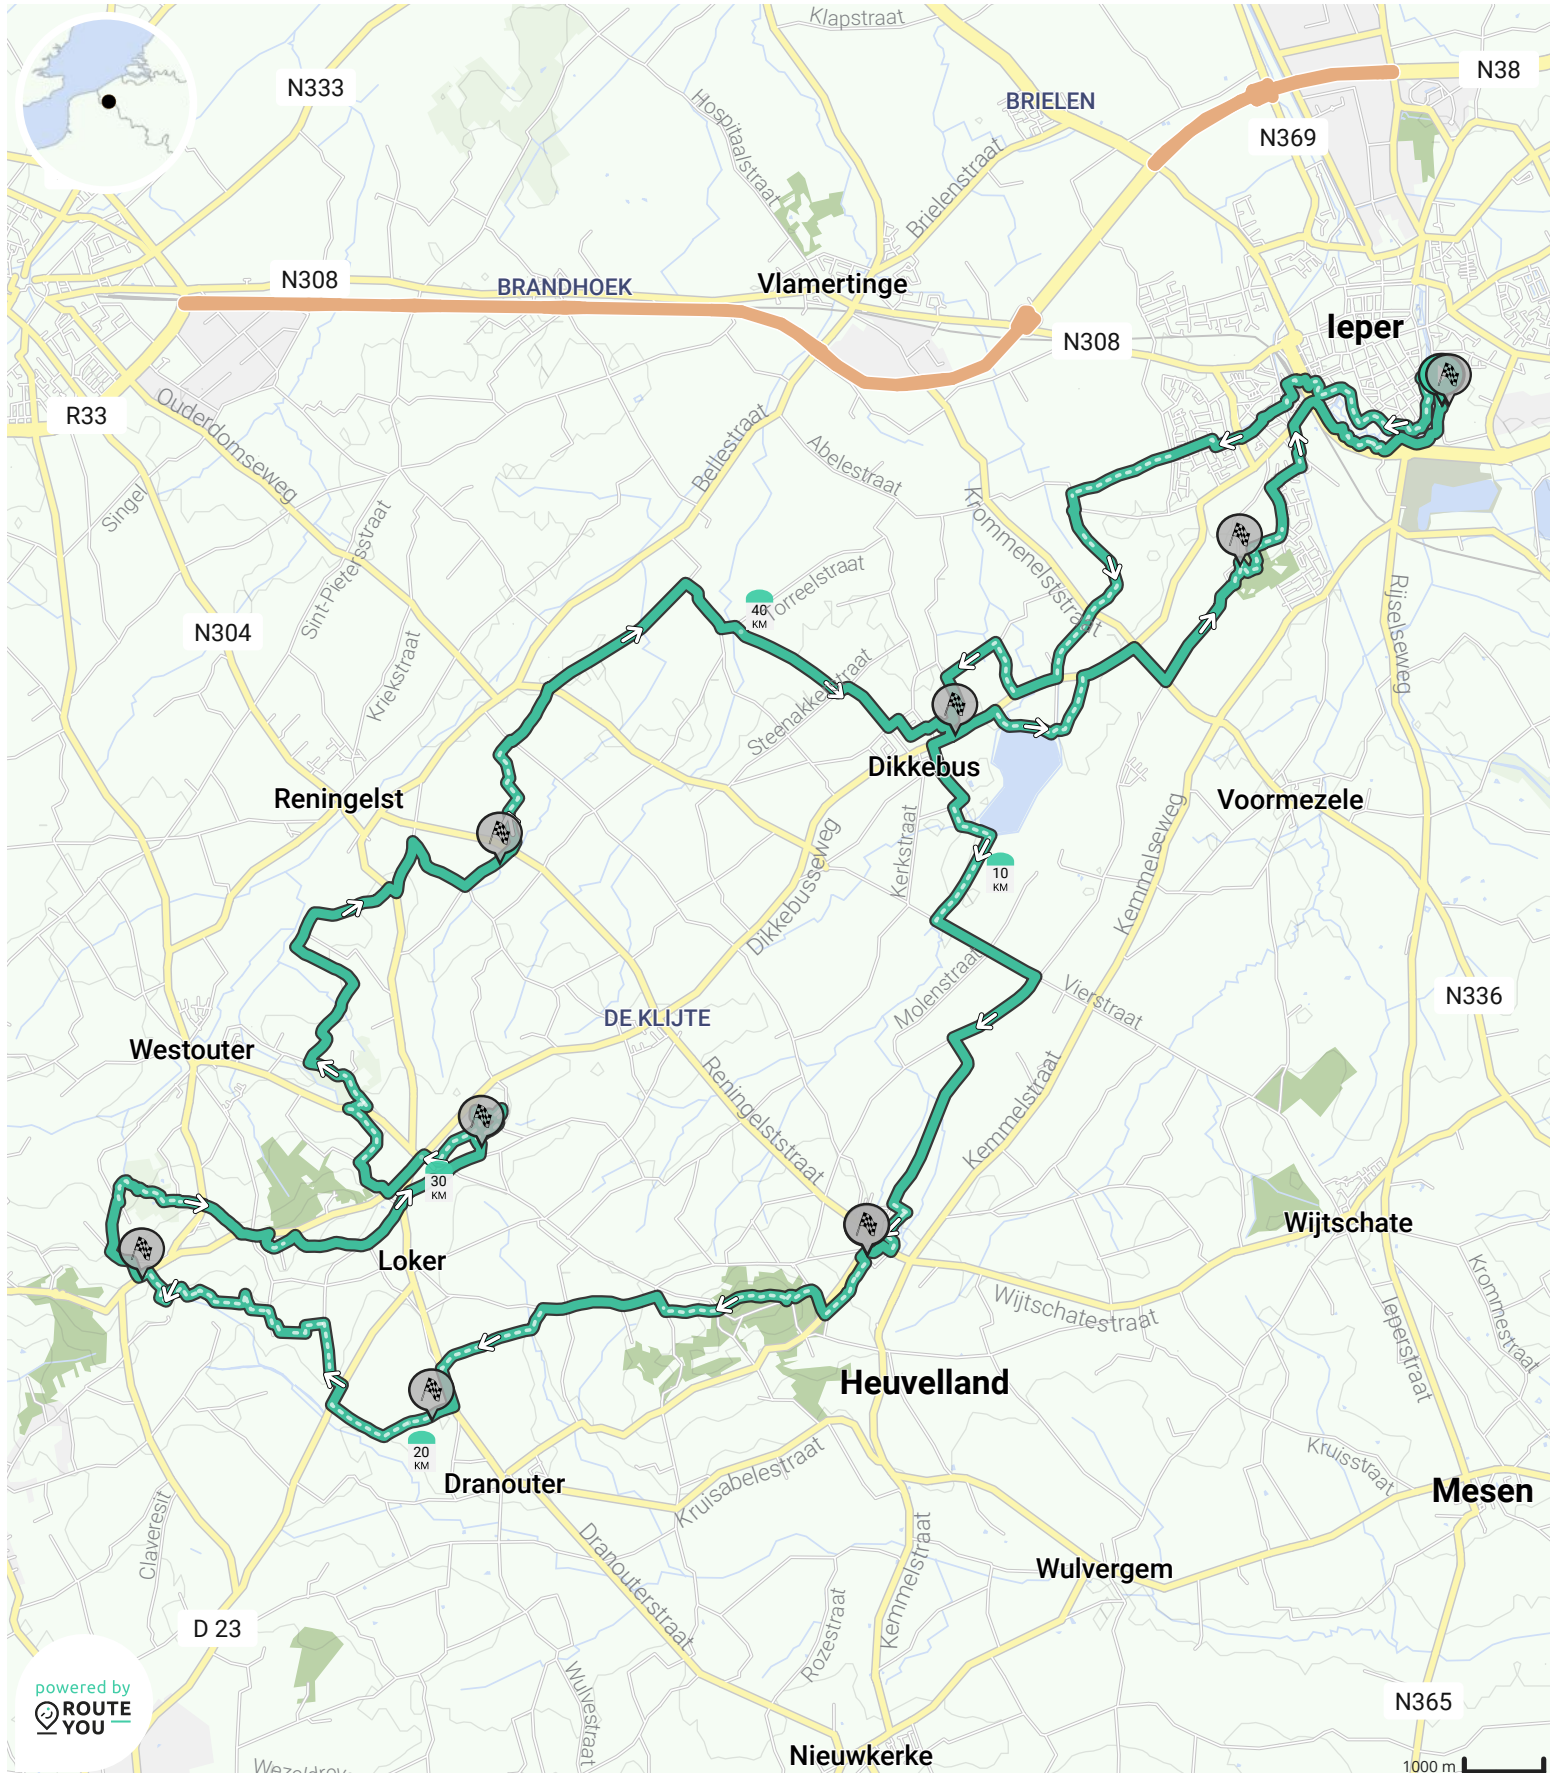 Klapstraat
N333
N38
BRIELEN
N369
Hospitaalstraat
Brielenstraat
N308
BRANDHOEK
Vlamertinge
Ieper
N308
R33
Ouderdomseweg
Bellestraat
Abelestraat
Singel
Sint-Pietersstraat
Krommenelststraat
40
KM
Torreelstraat
Rijselseweg
N304
Kriekstraat
Steenakkerstraat
Dikkebus
Reningelst
Voormezele
Dikkebusseweg
Kerkstraat
10
KM
Kemmelseweg
Molenstraat
Vierstraat
N336
DE KLIJTE
Westouter
Reningelststraat
Kemmelstraat
30
KM
Wijtschate
Loker
Wijtschatestraat
Krommestraat
Ieperstraat
Heuvelland
20
KM
Dranouter
Kruisabelestraat
Kruisstraat
Mesen
Claveresit
Dranouterstraat
Kemmelstraat
Wulvergem
Rozestraat
D 23
Wulvestraat
powered by
ROUTE
YOU
N365
Nieuwkerke
1000 m